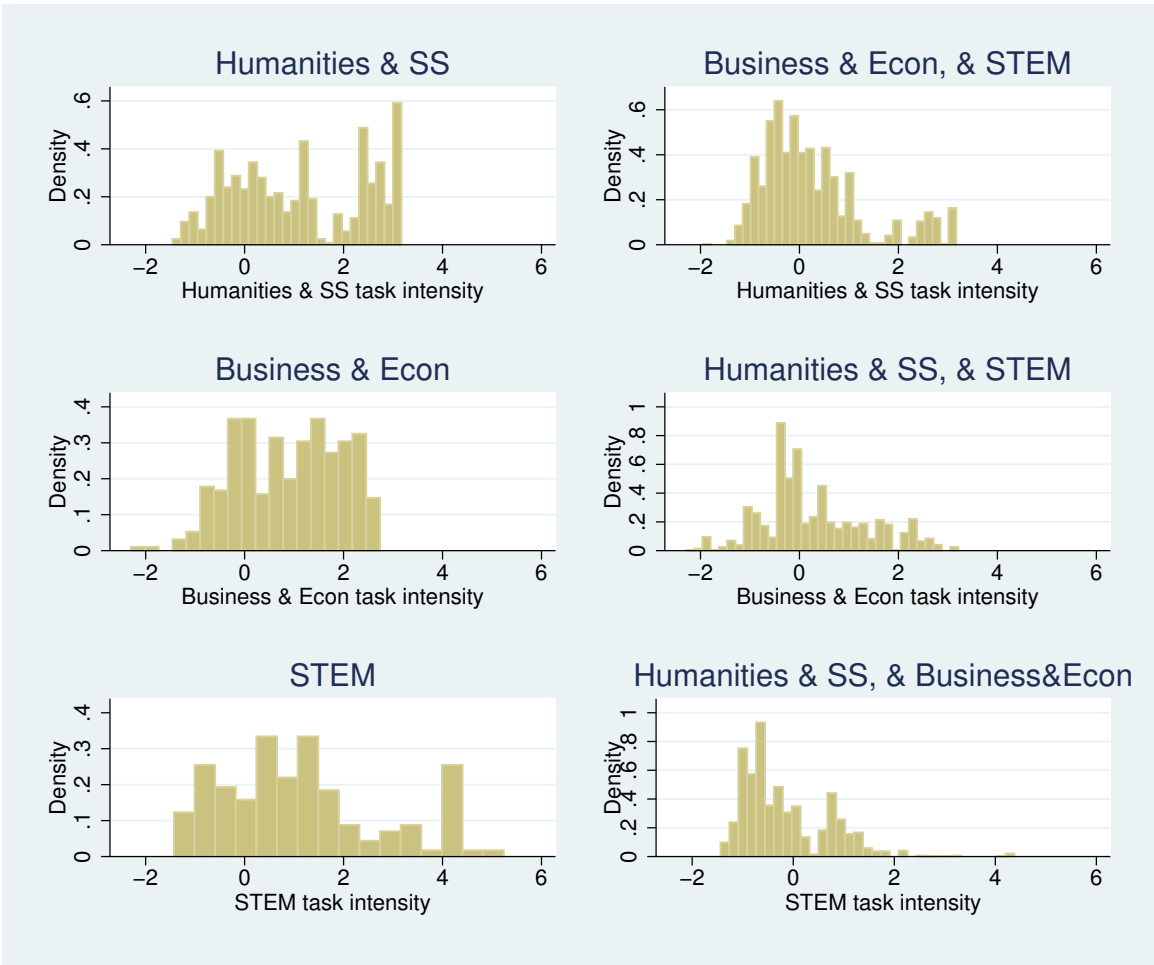 Humanities & SS
Density
0 .2 .4 .6
−2 0 2 4 6
Humanities & SS task intensity
Business & Econ, & STEM
Density
0 .2 .4 .6
−2 0 2 4 6
Humanities & SS task intensity
Business & Econ
Density
0 .1 .2 .3 .4
−2 0 2 4 6
Business & Econ task intensity
Humanities & SS, & STEM
Density
0 .2 .4 .6 .8 1
−2 0 2 4 6
Business & Econ task intensity
STEM
Density
0 .1 .2 .3 .4
−2 0 2 4 6
STEM task intensity
Humanities & SS, & Business&Econ
Density
0 .2 .4 .6 .8 1
−2 0 2 4 6
STEM task intensity